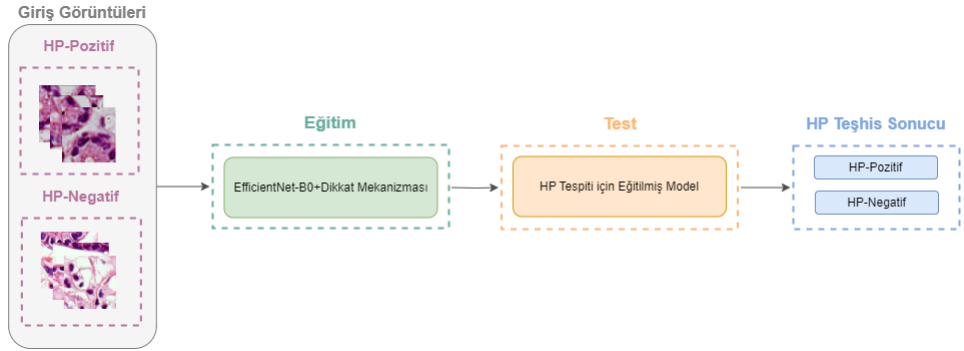 Giriş Görüntüleri
HP-Pozitif
HP-Negatif
Eğitim
EfficientNet-B0+Dikkat Mekanizması
Test
HP Tespiti için Eğitilmiş Model
HP Teşhis Sonucu
HP-Pozitif
HP-Negatif